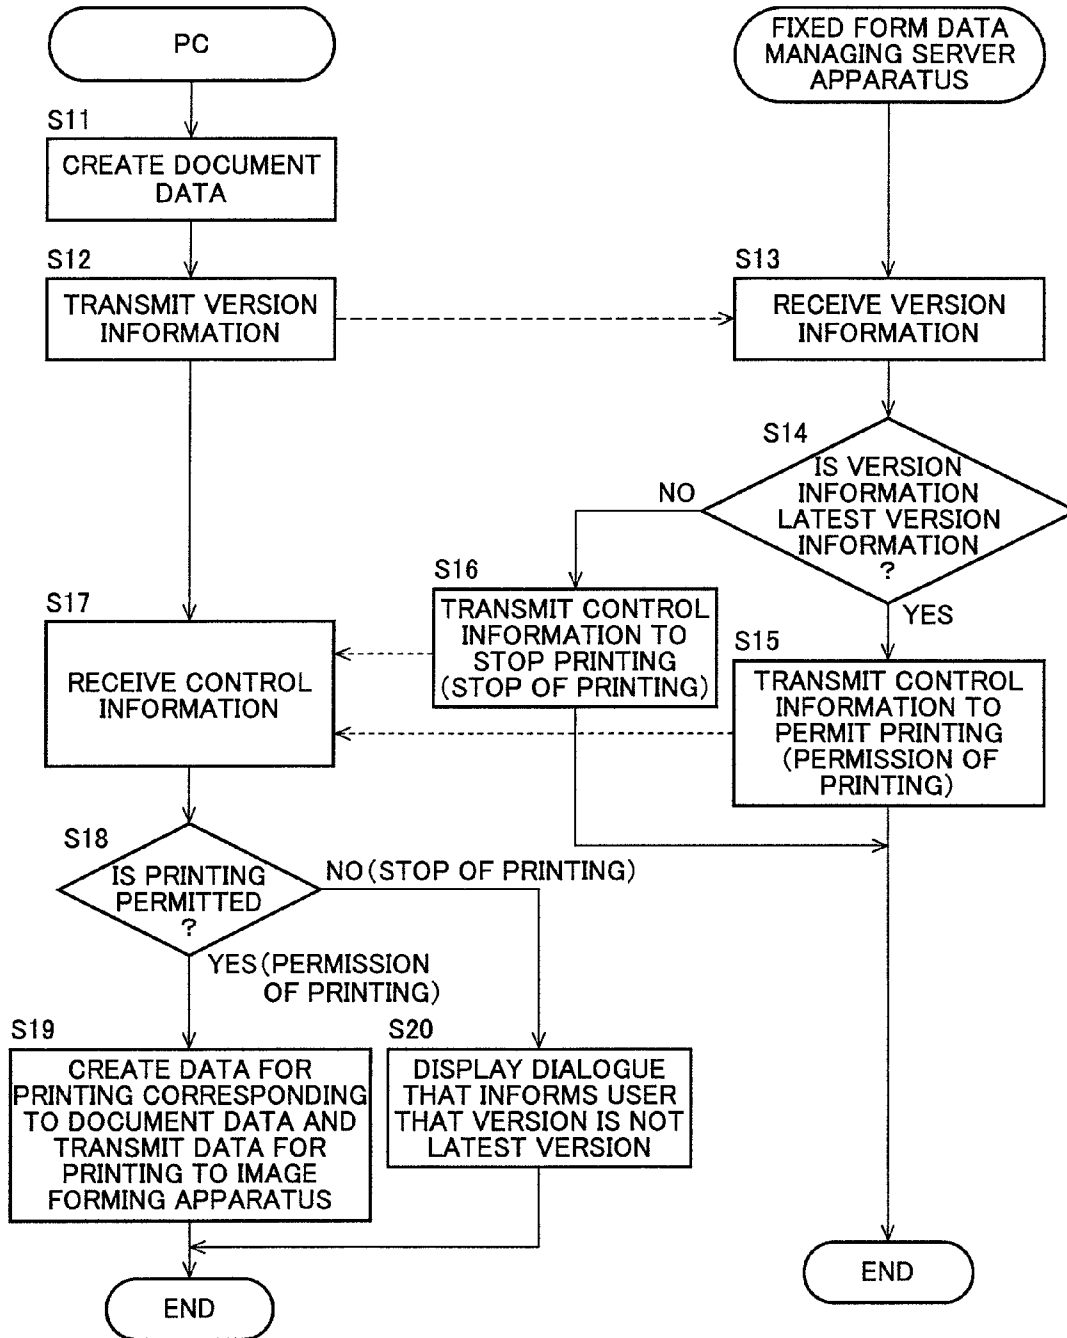 PC
FIXED FORM DATA
MANAGING SERVER
APPARATUS
S11
CREATE DOCUMENT
DATA
S12
TRANSMIT VERSION
INFORMATION
S13
RECEIVE VERSION
INFORMATION
S14
IS VERSION
INFORMATION
LATEST VERSION
INFORMATION
?
NO
YES
S16
TRANSMIT CONTROL
INFORMATION TO
STOP PRINTING
(STOP OF PRINTING)
S15
TRANSMIT CONTROL
INFORMATION TO
PERMIT PRINTING
(PERMISSION OF
PRINTING)
S17
RECEIVE CONTROL
INFORMATION
S18
IS PRINTING
PERMITTED
?
NO(STOP OF PRINTING)
YES(PERMISSION
OF PRINTING)
S19
CREATE DATA FOR
PRINTING CORRESPONDING
TO DOCUMENT DATA AND
TRANSMIT DATA FOR
PRINTING TO IMAGE
FORMING APPARATUS
S20
DISPLAY DIALOGUE
THAT INFORMS USER
THAT VERSION IS NOT
LATEST VERSION
END
END